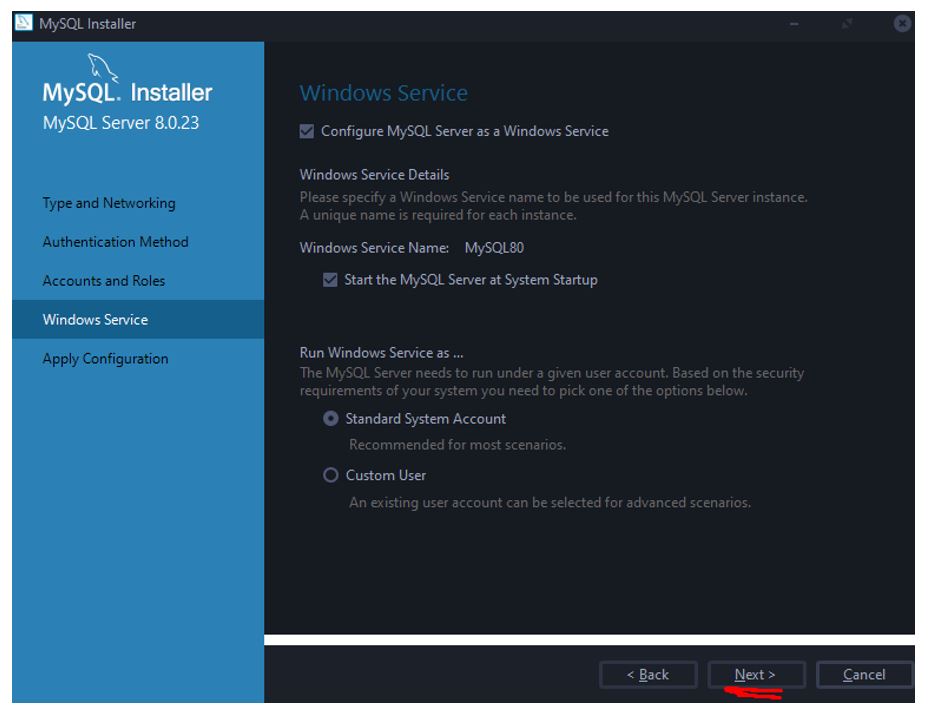 MySQL Installer
MySQL. Installer
MySQL Server 8.0.23
Type and Networking
Authentication Method
Accounts and Roles
Windows Service
Apply Configuration
Windows Service
Configure MySQL Server as a Windows Service
Windows Service Details
Please specify a Windows Service name to be used for this MySQL Server instance.
A unique name is required for each instance.
Windows Service Name: MySQL80
Start the MySQL Server at System Startup
Run Windows Service as ...
The MySQL Server needs to run under a given user account. Based on the security
requirements of your system you need to pick one of the options below.
Standard System Account
Recommended for most scenarios.
Custom User
An existing user account can be selected for advanced scenarios.
< Back Next > Cancel